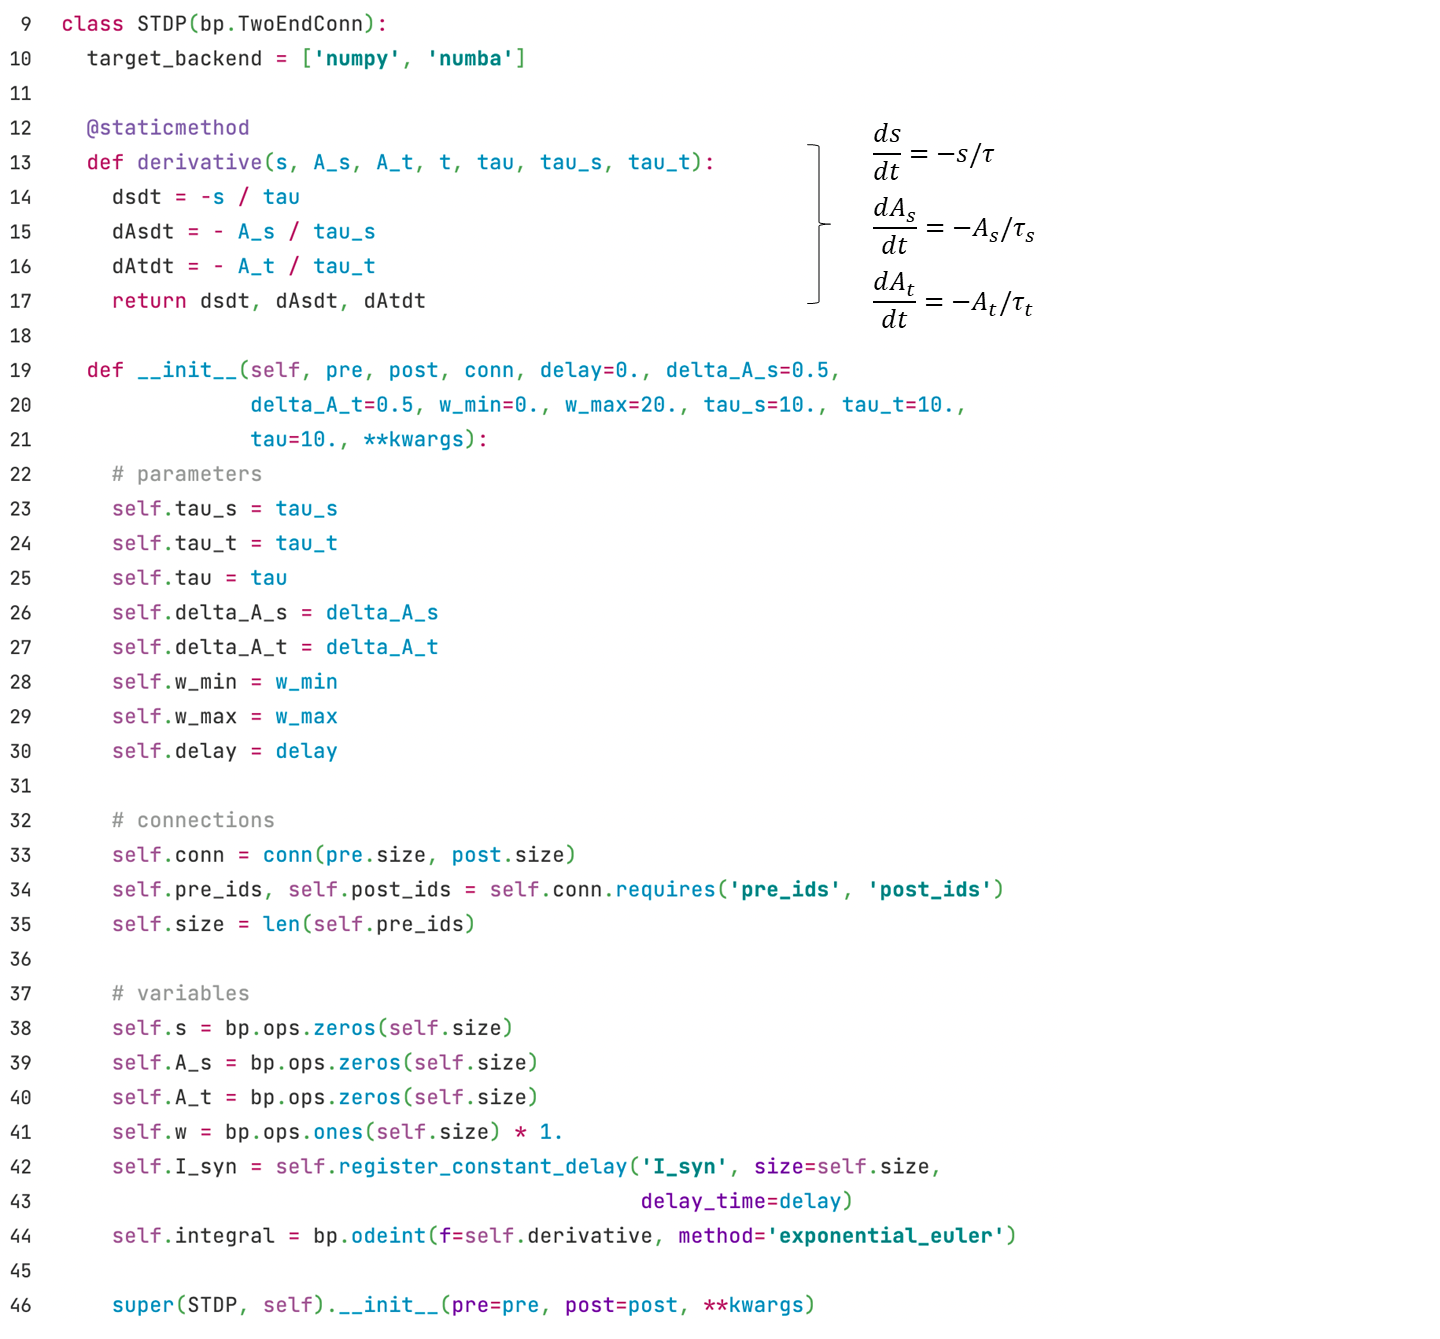 9 class STDP(bp.TwoEndConn):
10   target_backend = ['numpy', 'numba']
11
12   @staticmethod
13   def derivative(s, A_s, A_t, t, tau, tau_s, tau_t):
14     dsdt = -s / tau
15     dAsdt = - A_s / tau_s
16     dAtdt = - A_t / tau_t
17     return dsdt, dAsdt, dAtdt
ds/dt = −s/τ
dA_s/dt = −A_s/τ_s
dA_t/dt = −A_t/τ_t
18
19   def __init__(self, pre, post, conn, delay=0., delta_A_s=0.5,
20                delta_A_t=0.5, w_min=0., w_max=20., tau_s=10., tau_t=10.,
21                tau=10., **kwargs):
22     # parameters
23     self.tau_s = tau_s
24     self.tau_t = tau_t
25     self.tau = tau
26     self.delta_A_s = delta_A_s
27     self.delta_A_t = delta_A_t
28     self.w_min = w_min
29     self.w_max = w_max
30     self.delay = delay
31
32     # connections
33     self.conn = conn(pre.size, post.size)
34     self.pre_ids, self.post_ids = self.conn.requires('pre_ids', 'post_ids')
35     self.size = len(self.pre_ids)
36
37     # variables
38     self.s = bp.ops.zeros(self.size)
39     self.A_s = bp.ops.zeros(self.size)
40     self.A_t = bp.ops.zeros(self.size)
41     self.w = bp.ops.ones(self.size) * 1.
42     self.I_syn = self.register_constant_delay('I_syn', size=self.size,
43                                               delay_time=delay)
44     self.integral = bp.odeint(f=self.derivative, method='exponential_euler')
45
46     super(STDP, self).__init__(pre=pre, post=post, **kwargs)